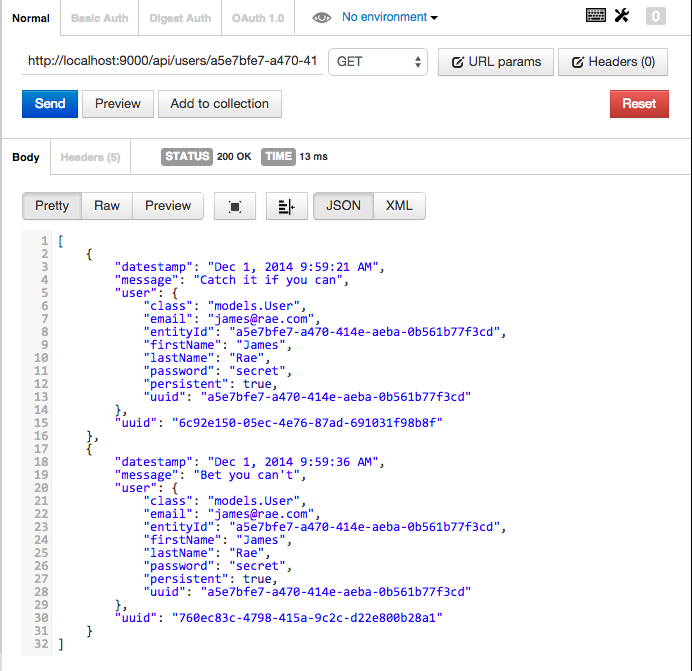 Normal Basic Auth Digest Auth OAuth 1.0 No environment 0
http://localhost:9000/api/users/a5e7bfe7-a470-41 GET URL params Headers (0)
Send Preview Add to collection Reset
Body Headers (5) STATUS 200 OK TIME 13 ms
Pretty Raw Preview JSON XML
1 [
2 {
3 "datestamp": "Dec 1, 2014 9:59:21 AM",
4 "message": "Catch it if you can",
5 "user": {
6 "class": "models.User",
7 "email": "james@rae.com",
8 "entityId": "a5e7bfe7-a470-414e-aeba-0b561b77f3cd",
9 "firstName": "James",
10 "lastName": "Rae",
11 "password": "secret",
12 "persistent": true,
13 "uuid": "a5e7bfe7-a470-414e-aeba-0b561b77f3cd"
14 },
15 "uuid": "6c92e150-05ec-4e76-87ad-691031f98b8f"
16 },
17 {
18 "datestamp": "Dec 1, 2014 9:59:36 AM",
19 "message": "Bet you can't",
20 "user": {
21 "class": "models.User",
22 "email": "james@rae.com",
23 "entityId": "a5e7bfe7-a470-414e-aeba-0b561b77f3cd",
24 "firstName": "James",
25 "lastName": "Rae",
26 "password": "secret",
27 "persistent": true,
28 "uuid": "a5e7bfe7-a470-414e-aeba-0b561b77f3cd"
29 },
30 "uuid": "760ec83c-4798-415a-9c2c-d22e800b28a1"
31 }
32 ]